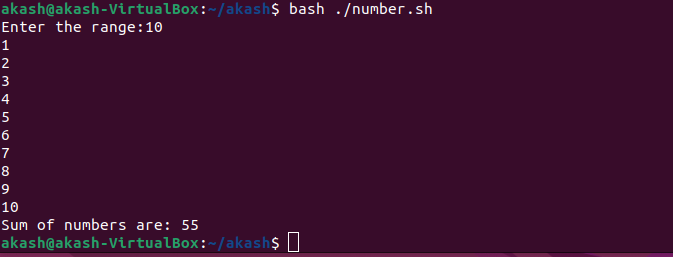 akash@akash-VirtualBox:~/akash$ bash ./number.sh
Enter the range:10
1
2
3
4
5
6
7
8
9
10
Sum of numbers are: 55
akash@akash-VirtualBox:~/akash$